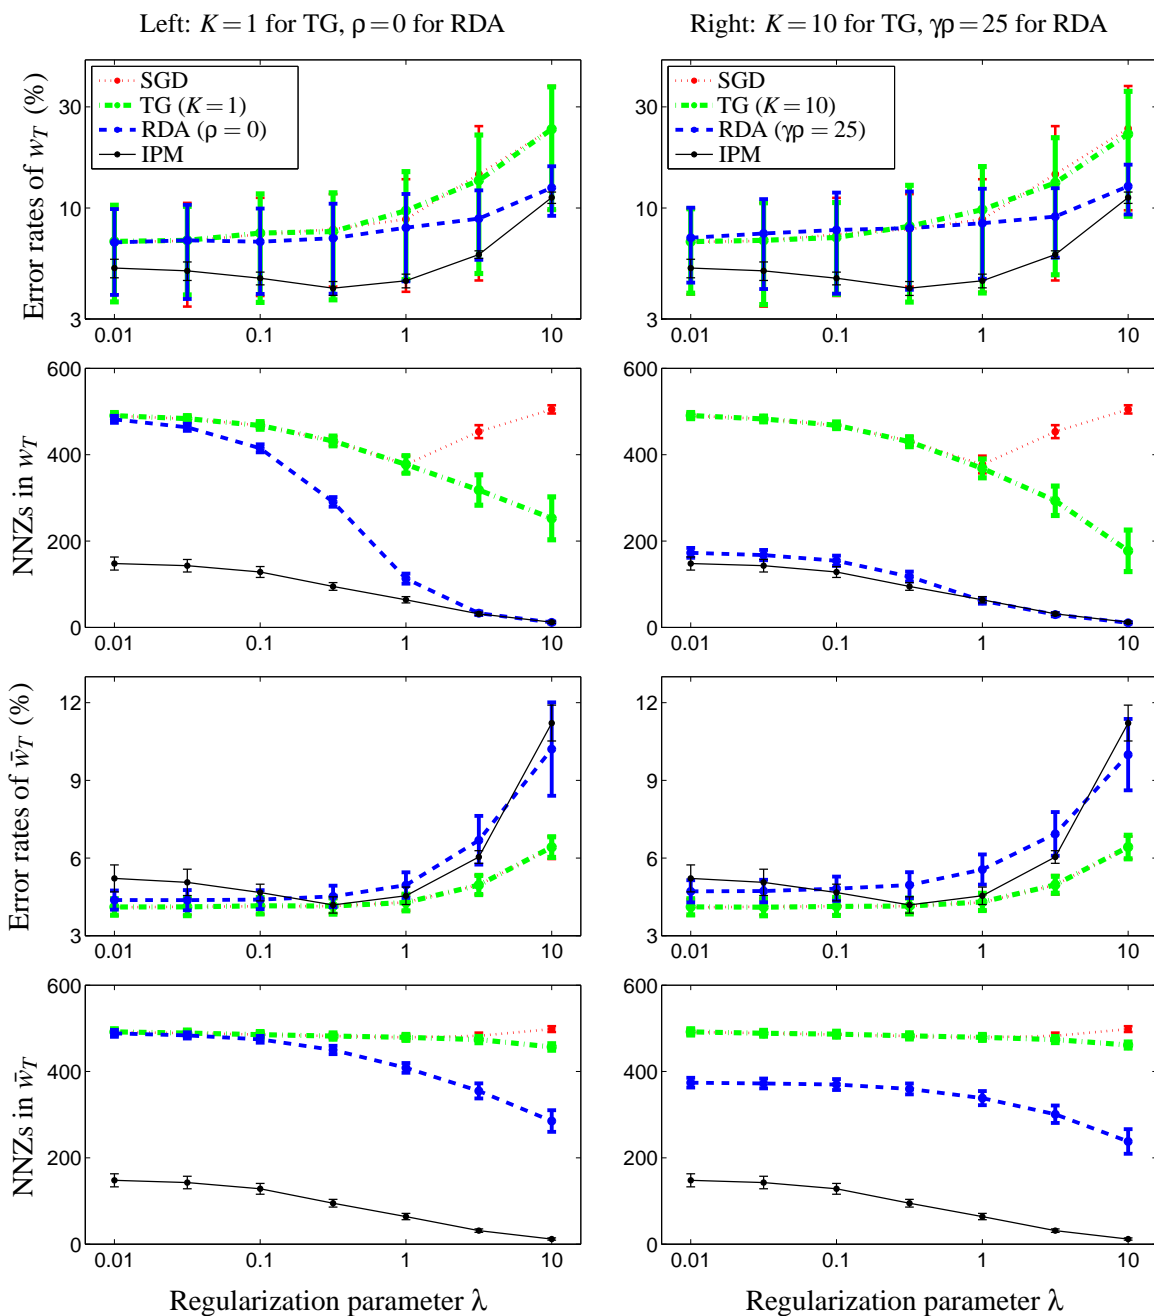 Left: K = 1 for TG, ρ = 0 for RDA
Right: K = 10 for TG, γρ = 25 for RDA
Error rates of w_T (%)
30
10
3
SGD
TG (K = 1)
RDA (ρ = 0)
IPM
0.01 0.1 1 10
30
10
3
SGD
TG (K = 10)
RDA (γρ = 25)
IPM
0.01 0.1 1 10
NNZs in w_T
600
400
200
0
0.01 0.1 1 10
600
400
200
0
0.01 0.1 1 10
Error rates of w̄_T (%)
12
9
6
3
0.01 0.1 1 10
12
9
6
3
0.01 0.1 1 10
NNZs in w̄_T
600
400
200
0
0.01 0.1 1 10
Regularization parameter λ
600
400
200
0
0.01 0.1 1 10
Regularization parameter λ